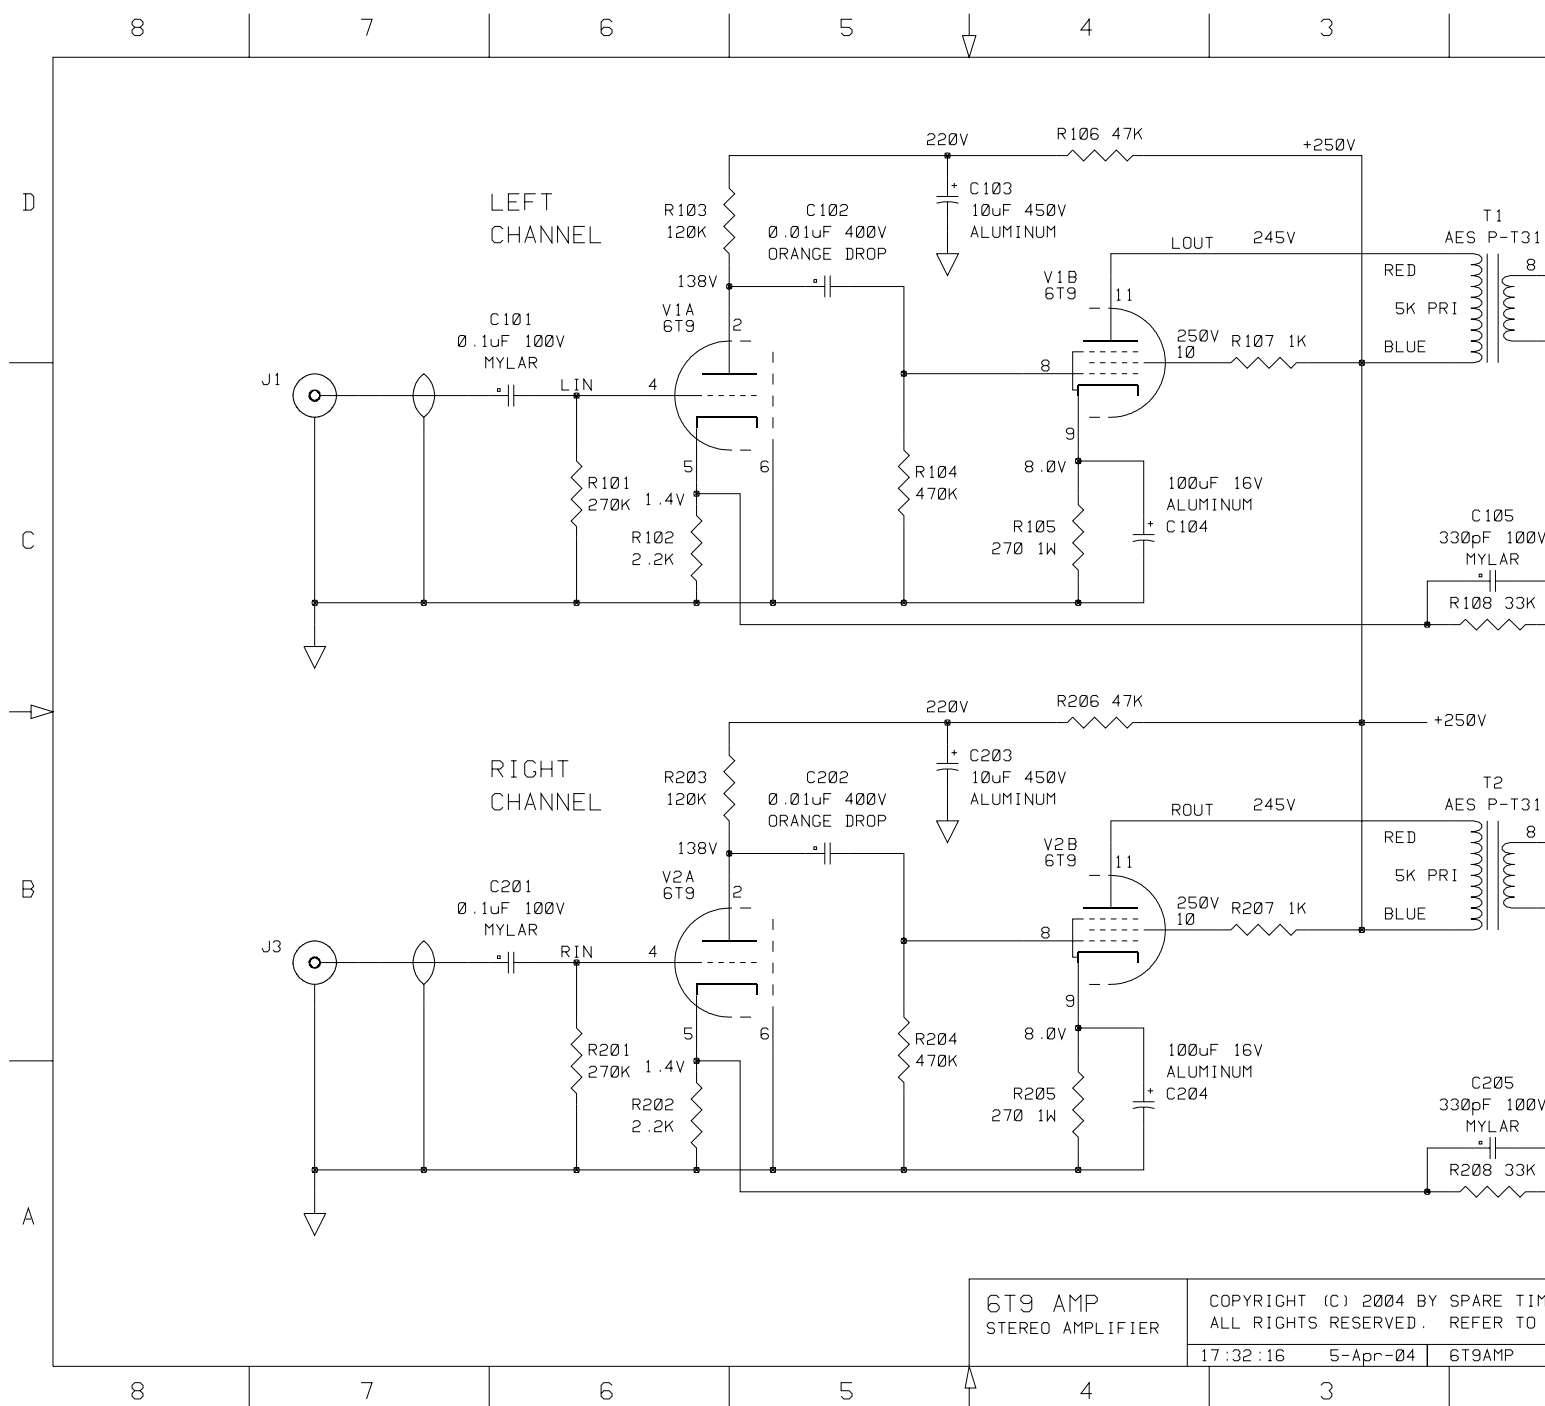 8 7 6 5 4 3
D
C
B
A
LEFT
CHANNEL
220V
R106 47K
+250V
C103
10uF 450V
ALUMINUM
R103
120K
C102
0.01uF 400V
ORANGE DROP
138V
V1A
6T9
2
C101
0.1uF 100V
MYLAR
J1
LIN
4
5
6
R101
270K
1.4V
R102
2.2K
R104
470K
LOUT
245V
V1B
6T9
11
250V
10
R107 1K
8
9
8.0V
R105
270 1W
100uF 16V
ALUMINUM
C104
T1
AES P-T31
8
RED
5K PRI
BLUE
C105
330pF 100V
MYLAR
R108 33K
RIGHT
CHANNEL
220V
R206 47K
+250V
C203
10uF 450V
ALUMINUM
R203
120K
C202
0.01uF 400V
ORANGE DROP
138V
V2A
6T9
2
C201
0.1uF 100V
MYLAR
J3
RIN
4
5
6
R201
270K
1.4V
R202
2.2K
R204
470K
ROUT
245V
V2B
6T9
11
250V
10
R207 1K
8
9
8.0V
R205
270 1W
100uF 16V
ALUMINUM
C204
T2
AES P-T31
8
RED
5K PRI
BLUE
C205
330pF 100V
MYLAR
R208 33K
6T9 AMP
STEREO AMPLIFIER
COPYRIGHT (C) 2004 BY SPARE TIM
ALL RIGHTS RESERVED. REFER TO
17:32:16 5-Apr-04 6T9AMP
8 7 6 5 4 3